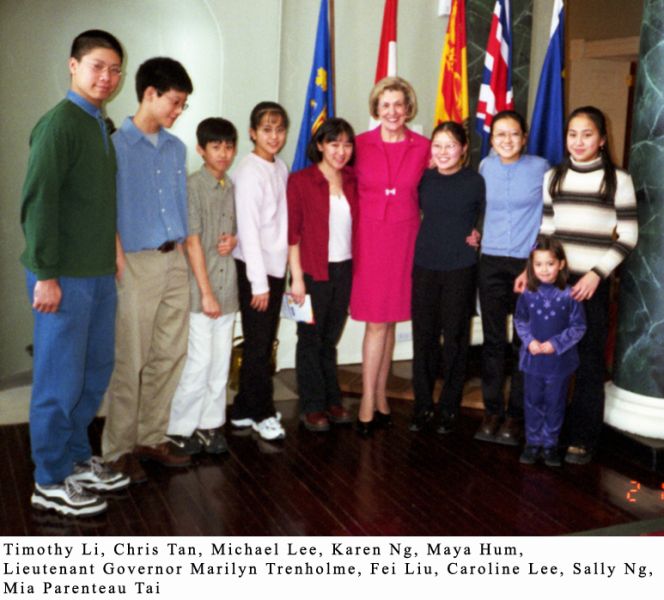 2
Timothy Li, Chris Tan, Michael Lee, Karen Ng, Maya Hum,
Lieutenant Governor Marilyn Trenholme, Fei Liu, Caroline Lee, Sally Ng,
Mia Parenteau Tai